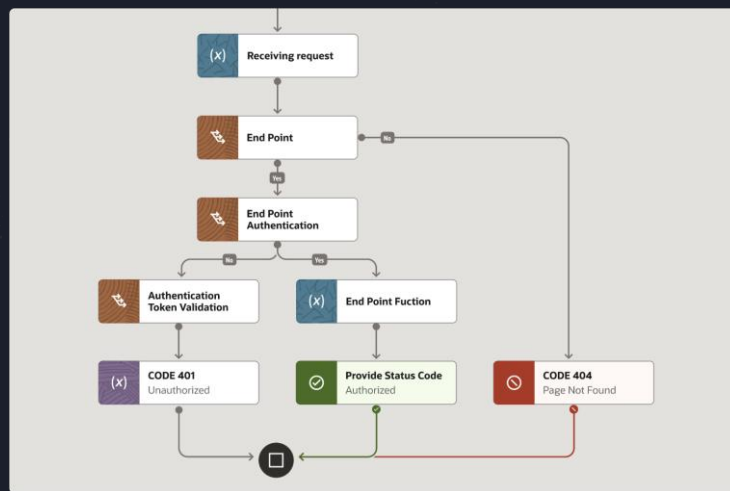 (x)
Receiving request
End Point
No
Yes
End Point
Authentication
No
Yes
Authentication
Token Validation
(x)
End Point Fuction
(x)
CODE 401
Unauthorized
Provide Status Code
Authorized
CODE 404
Page Not Found